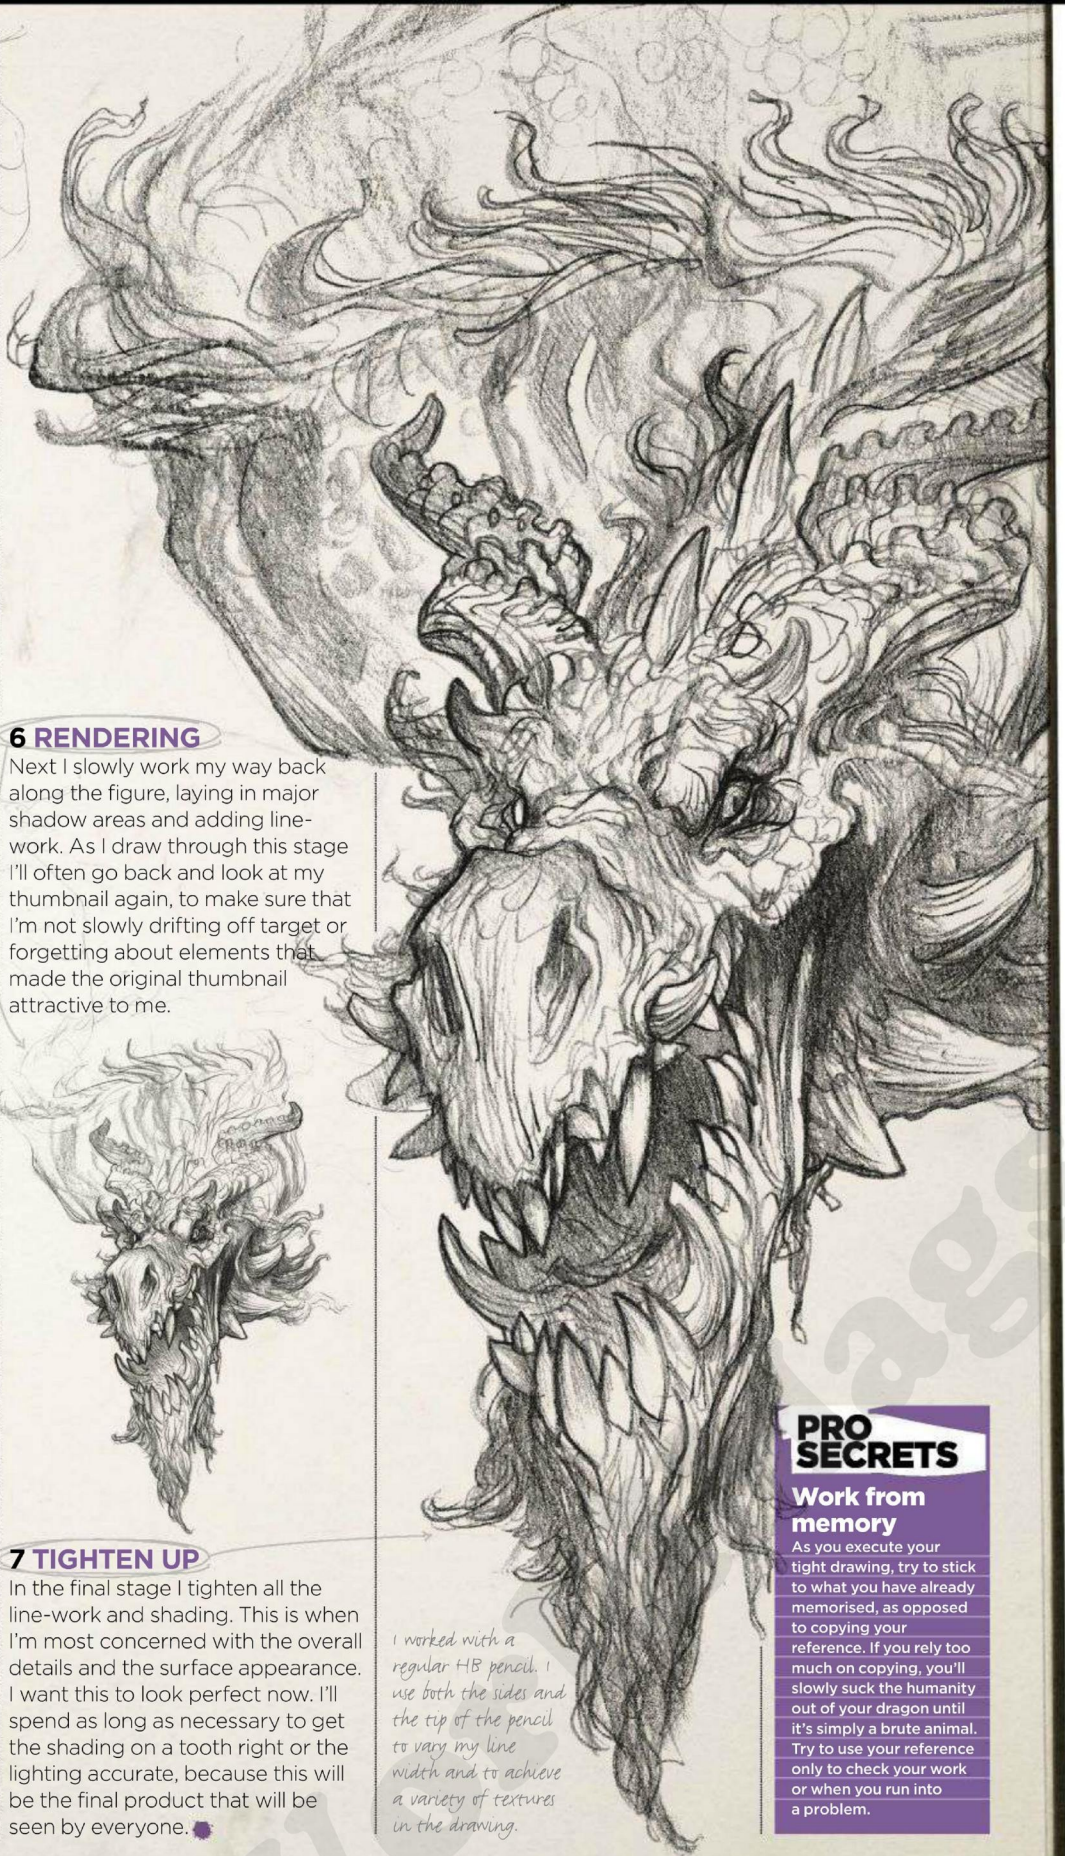 6 RENDERING
Next I slowly work my way back
along the figure, laying in major
shadow areas and adding line-
work. As I draw through this stage
I'll often go back and look at my
thumbnail again, to make sure that
I'm not slowly drifting off target or
forgetting about elements that
made the original thumbnail
attractive to me.
7 TIGHTEN UP
In the final stage I tighten all the
line-work and shading. This is when
I'm most concerned with the overall
details and the surface appearance.
I want this to look perfect now. I'll
spend as long as necessary to get
the shading on a tooth right or the
lighting accurate, because this will
be the final product that will be
seen by everyone.
I worked with a
regular HB pencil. I
use both the sides and
the tip of the pencil
to vary my line
width and to achieve
a variety of textures
in the drawing.
PRO
SECRETS
Work from
memory
As you execute your
tight drawing, try to stick
to what you have already
memorised, as opposed
to copying your
reference. If you rely too
much on copying, you'll
slowly suck the humanity
out of your dragon until
it's simply a brute animal.
Try to use your reference
only to check your work
or when you run into
a problem.